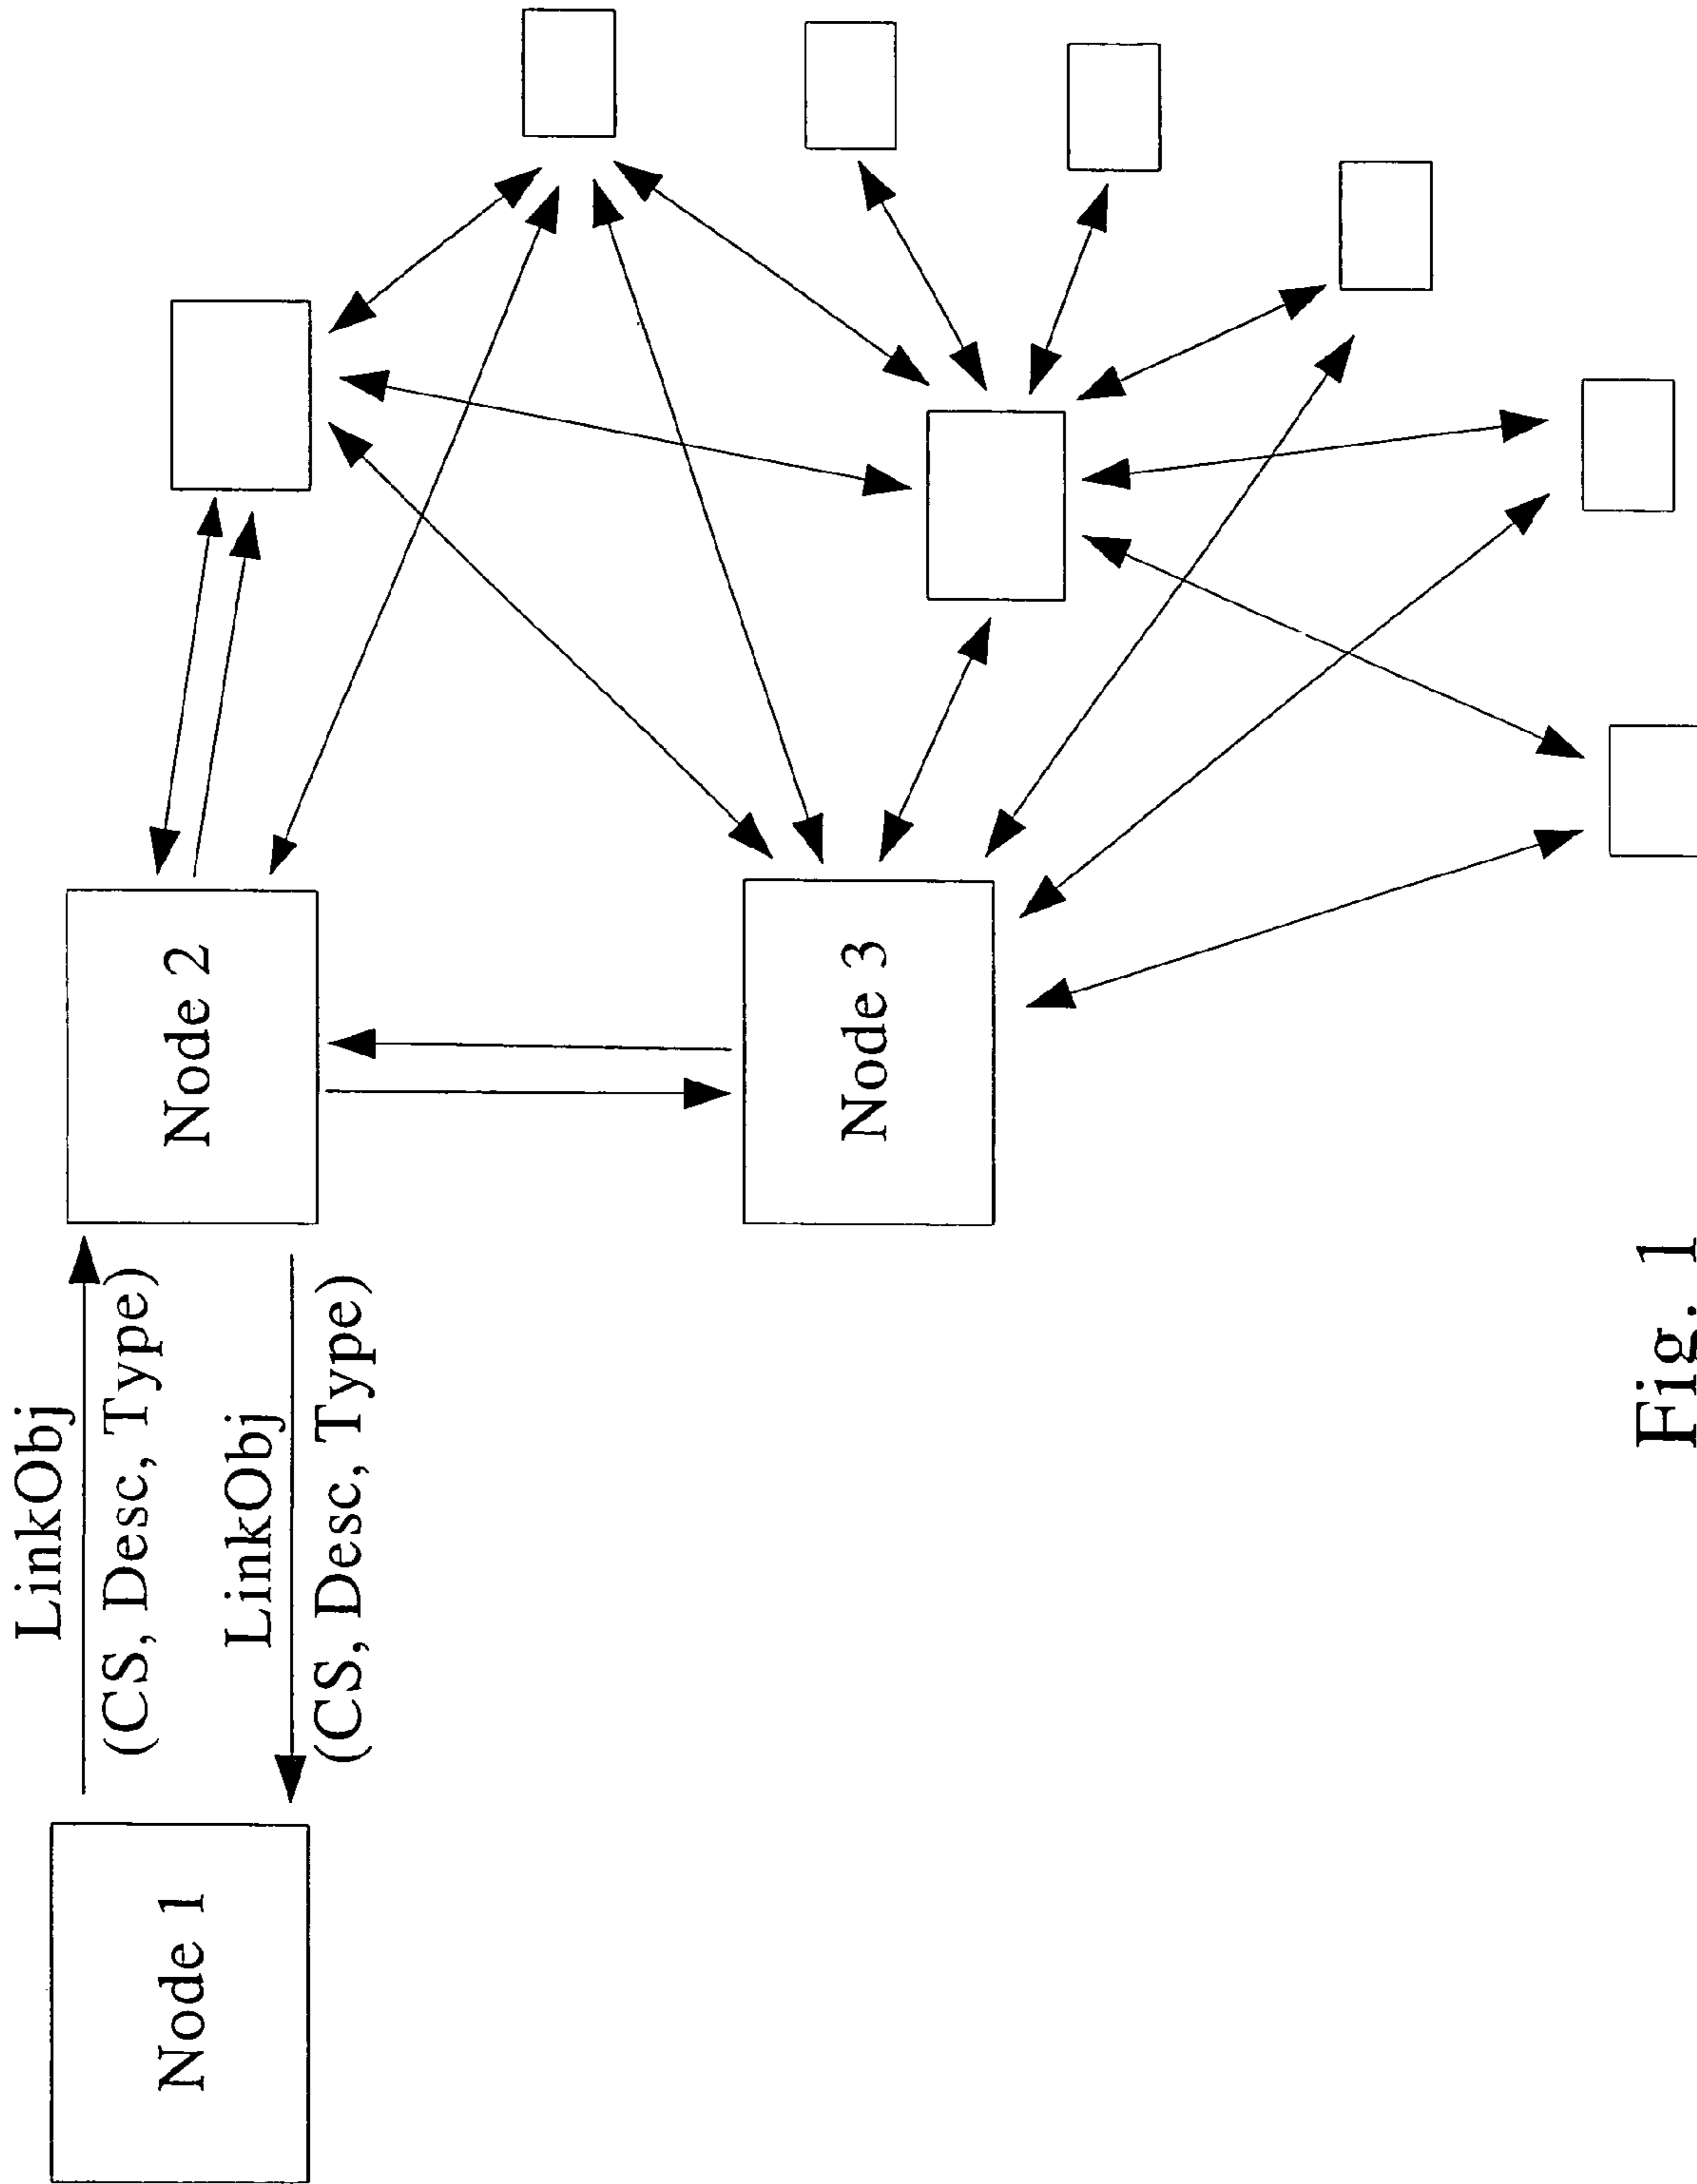 LinkObj
(CS, Desc, Type)
LinkObj
(CS, Desc, Type)
Node 1
Node 2
Node 3
Fig. 1